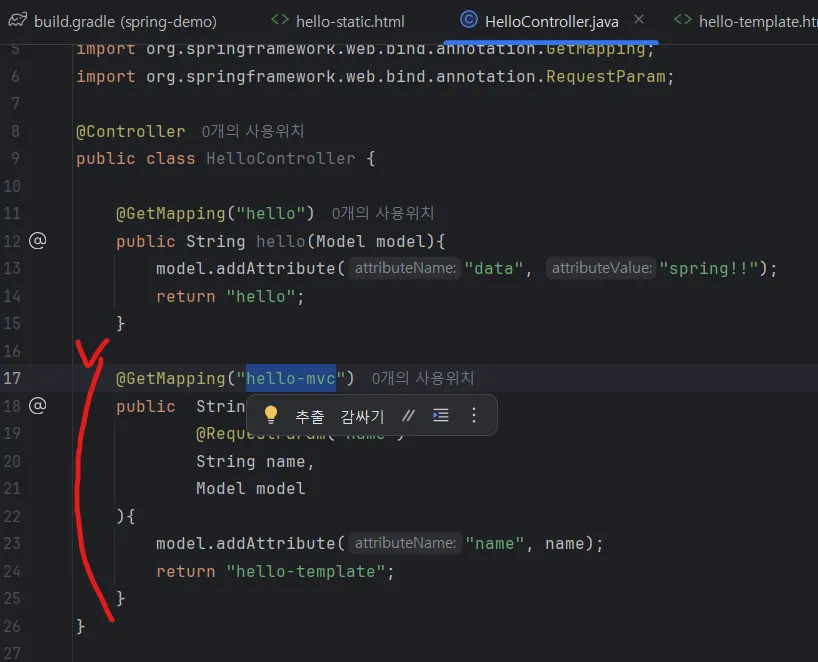 build.gradle (spring-demo) <> hello-static.html © HelloController.java × <> hello-template.ht
5 import org.springframework.web.bind.annotation.GetMapping;
6 import org.springframework.web.bind.annotation.RequestParam;
7
8 @Controller 0개의 사용위치
9 public class HelloController {
10
11 @GetMapping("hello") 0개의 사용위치
12 @ public String hello(Model model){
13 model.addAttribute( attributeName: "data", attributeValue: "spring!!");
14 return "hello";
15 }
16
17 @GetMapping("hello-mvc") 0개의 사용위치
18 @ public Strin
추출 감싸기 //
19 @RequestParam("name")
20 String name,
21 Model model
22 ){
23 model.addAttribute( attributeName: "name", name);
24 return "hello-template";
25 }
26 }
27